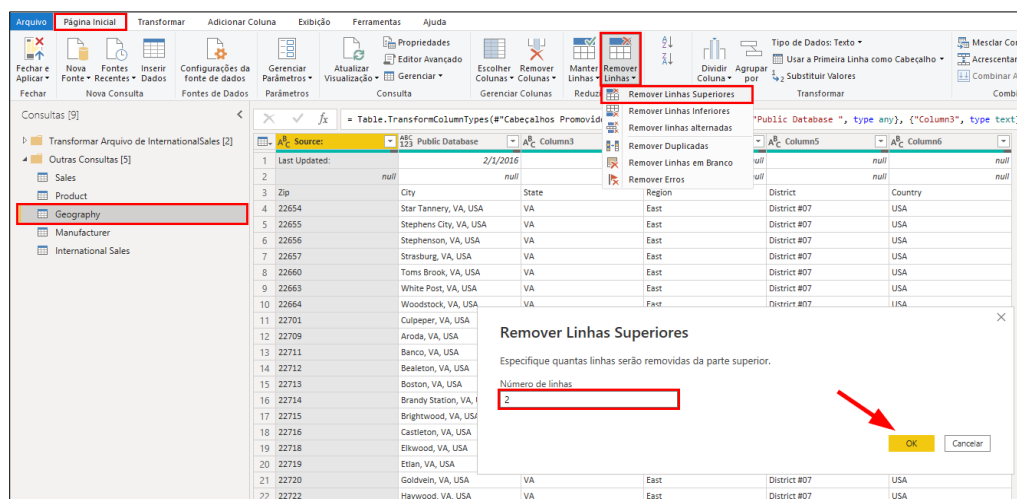 Arquivo Página Inicial Transformar Adicionar Coluna Exibição Ferramentas Ajuda
Fechar e Aplicar
Nova Fonte
Fontes Recentes
Inserir Dados
Configurações da fonte de dados
Gerenciar Parâmetros
Atualizar Visualização
Propriedades
Editor Avançado
Gerenciar
Escolher Colunas
Remover Colunas
Manter Linhas
Remover Linhas
Dividir Coluna
Agrupar por
Tipo de Dados: Texto
Usar a Primeira Linha como Cabeçalho
Substituir Valores
Mesclar Co
Acrescentar
Combinar A
Fechar Nova Consulta Fontes de Dados Parâmetros Consulta Gerenciar Colunas Reduzi Transformar Combi
Remover Linhas Superiores
Remover Linhas Inferiores
Remover linhas alternadas
Remover Duplicadas
Remover Linhas em Branco
Remover Erros
Consultas [9]
Transformar Arquivo de InternationalSales [2]
Outras Consultas [5]
Sales
Product
Geography
Manufacturer
International Sales
fx = Table.TransformColumnTypes(#"Cabeçalhos Promovid "Public Database ", type any}, {"Column3", type text}
ABC Source: ABC 123 Public Database ABC Column3 ABC Column5 ABC Column6
1 Last Updated: 2/1/2016 null null null
2 null null null null
3 Zip City State Region District Country
4 22654 Star Tannery, VA, USA VA East District #07 USA
5 22655 Stephens City, VA, USA VA East District #07 USA
6 22656 Stephenson, VA, USA VA East District #07 USA
7 22657 Strasburg, VA, USA VA East District #07 USA
8 22660 Toms Brook, VA, USA VA East District #07 USA
9 22663 White Post, VA, USA VA East District #07 USA
10 22664 Woodstock, VA, USA VA East District #07 USA
11 22701 Culpeper, VA, USA
12 22709 Aroda, VA, USA
13 22711 Banco, VA, USA
14 22712 Bealeton, VA, USA
15 22713 Boston, VA, USA
16 22714 Brandy Station, VA,
17 22715 Brightwood, VA, USA
18 22716 Castleton, VA, USA
19 22718 Elkwood, VA, USA
20 22719 Etlan, VA, USA
21 22720 Goldvein, VA, USA VA East District #07 USA
22 22722 Haywood, VA, USA VA East District #07 USA
Remover Linhas Superiores
Especifique quantas linhas serão removidas da parte superior.
Número de linhas
2
OK Cancelar